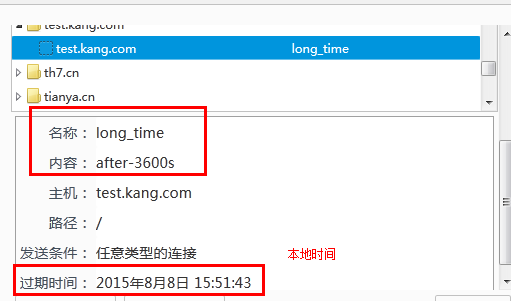 test.kang.com
test.kang.com long_time
th7.cn
tianya.cn
名称： long_time
内容： after-3600s
主机： test.kang.com
路径： /
发送条件： 任意类型的连接 本地时间
过期时间： 2015年8月8日 15:51:43